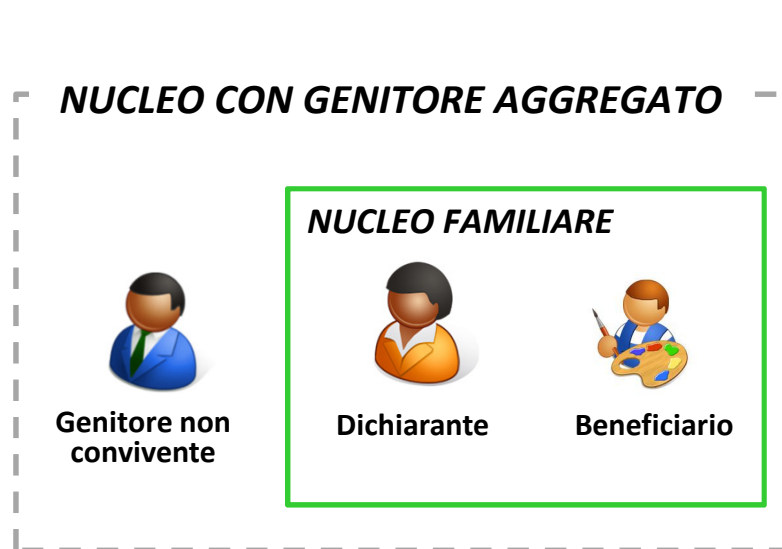 NUCLEO CON GENITORE AGGREGATO
NUCLEO FAMILIARE
Genitore non
convivente
Dichiarante
Beneficiario